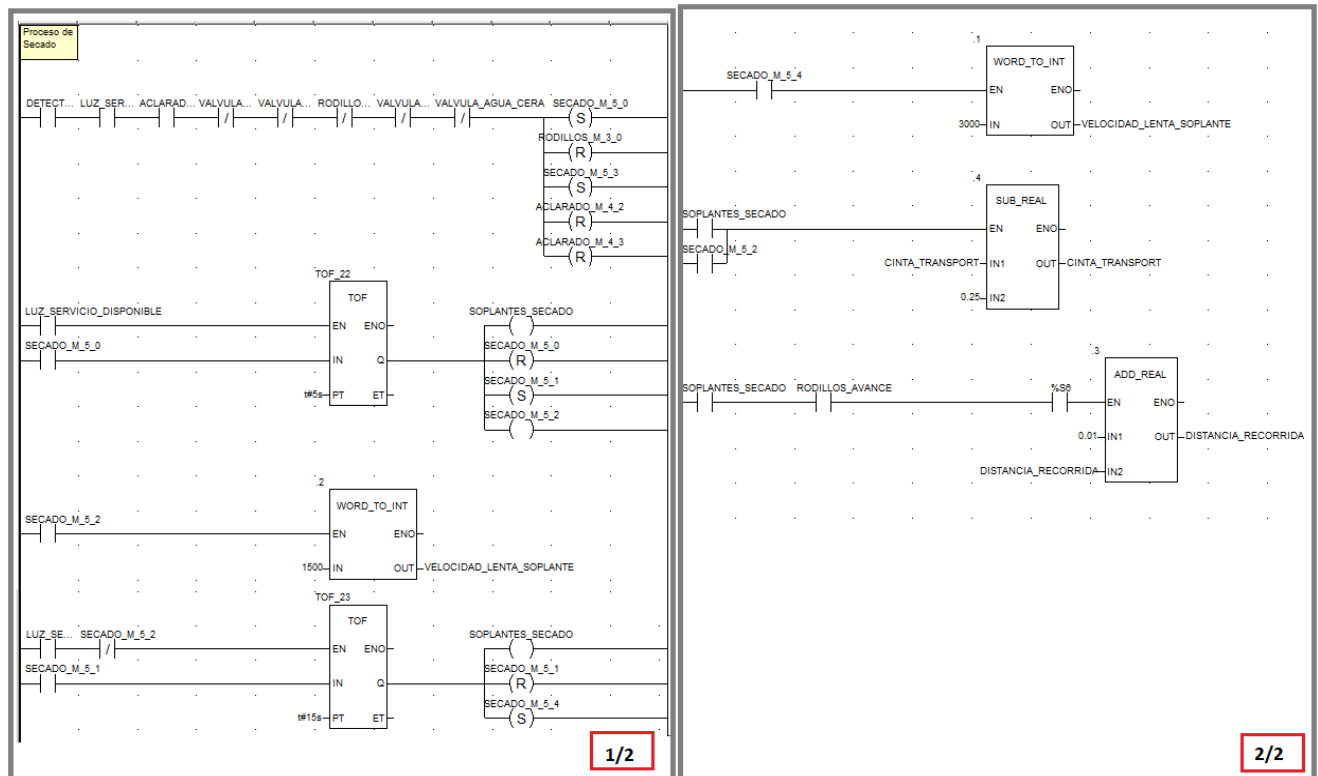 Proceso de
Secado
DETECT... LUZ_SER... ACLARAD... VALVULA... VALVULA... RODILLO... VALVULA... VALVULA_AGUA_CERA SECADO_M_5_0
S
RODILLOS_M_3_0
R
SECADO_M_5_3
S
ACLARADO_M_4_2
R
ACLARADO_M_4_3
R
TOF_22
TOF
LUZ_SERVICIO_DISPONIBLE SOPLANTES_SECADO
EN ENO
SECADO_M_5_0 SECADO_M_5_0
IN Q R
SECADO_M_5_1
t#5s PT ET S
SECADO_M_5_2
.2
WORD_TO_INT
SECADO_M_5_2
EN ENO
1500 IN OUT VELOCIDAD_LENTA_SOPLANTE
TOF_23
TOF
LUZ_SE... SECADO_M_5_2 SOPLANTES_SECADO
EN ENO
SECADO_M_5_1 SECADO_M_5_1
IN Q R
SECADO_M_5_4
t#15s PT ET S
1/2
.1
WORD_TO_INT
SECADO_M_5_4
EN ENO
3000 IN OUT VELOCIDAD_LENTA_SOPLANTE
.4
SUB_REAL
SOPLANTES_SECADO
EN ENO
SECADO_M_5_2
CINTA_TRANSPORT IN1 OUT CINTA_TRANSPORT
0.25 IN2
.3
ADD_REAL
SOPLANTES_SECADO RODILLOS_AVANCE %S6
EN ENO
0.01 IN1 OUT DISTANCIA_RECORRIDA
DISTANCIA_RECORRIDA IN2
2/2